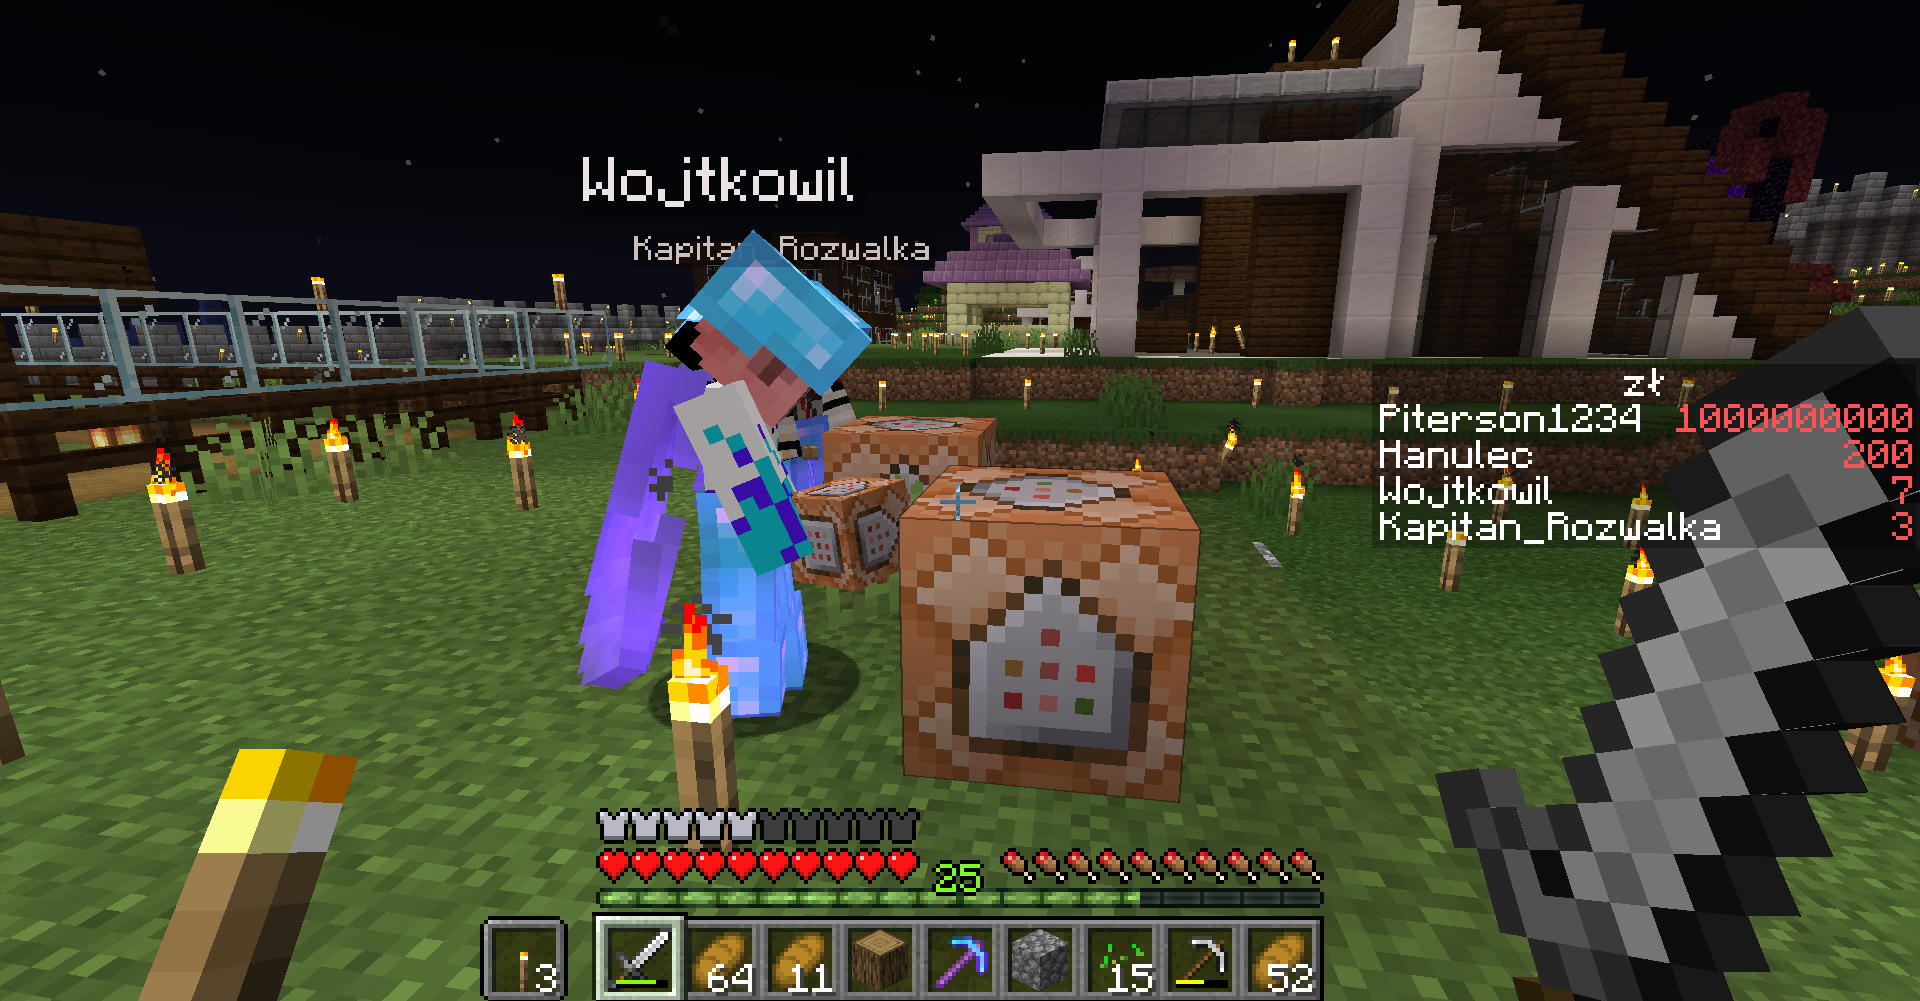 Wojtkowil
Kapitan_Rozwalka
zł
Piterson1234 1000000000
Hanulec 200
Wojtkowil 7
Kapitan_Rozwalka 3
25
3 64 11 15 52